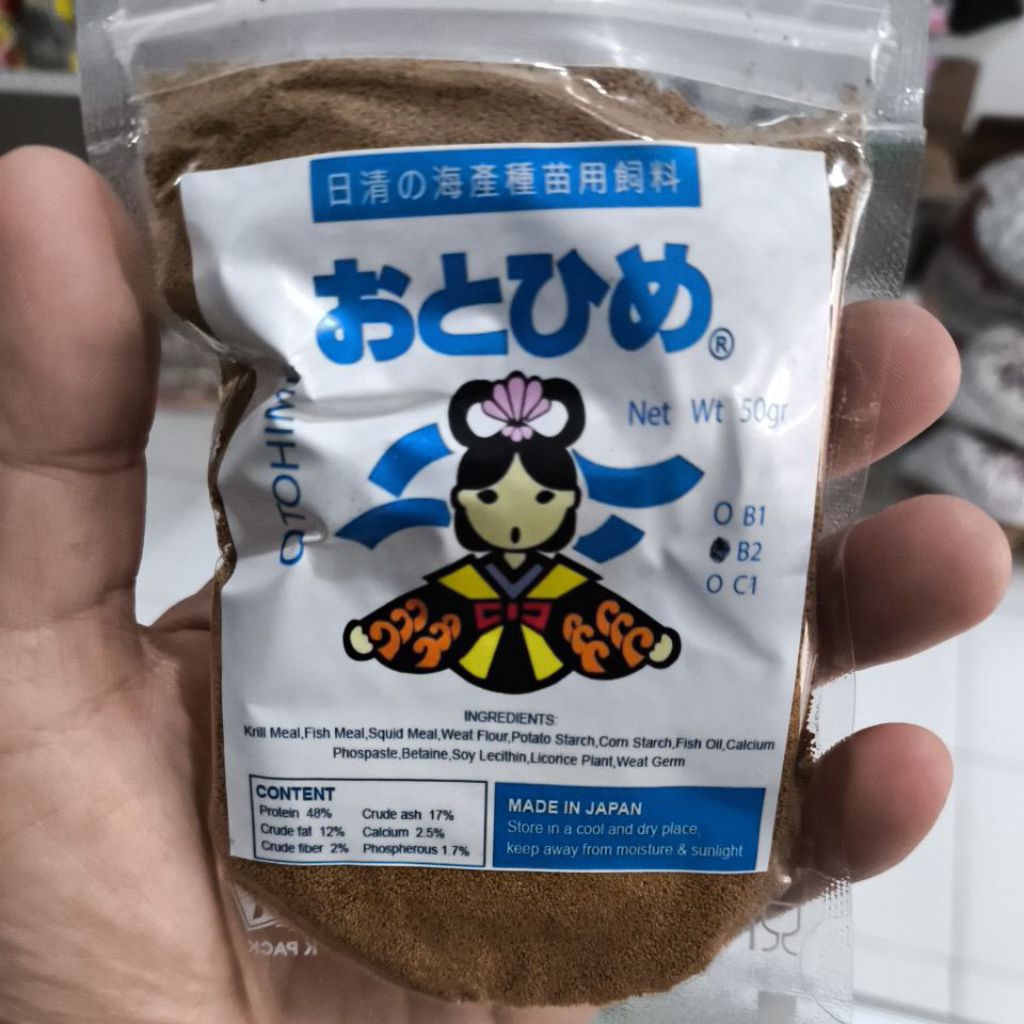 日清の海産種苗用飼料
おとひめ®
OTOHIM
Net Wt 50gr
B1
B2
C1
INGREDIENTS:
Krill Meal,Fish Meal,Squid Meal,Weat Flour,Potato Starch,Corn Starch,Fish Oil,Calcium
Phospaste,Betaine,Soy Lecithin,Licorice Plant,Weat Germ
CONTENT
Protein 48% Crude ash 17%
Crude fat 12% Calcium 2.5%
Crude fiber 2% Phospherous 1.7%
MADE IN JAPAN
Store in a cool and dry place,
keep away from moisture & sunlight